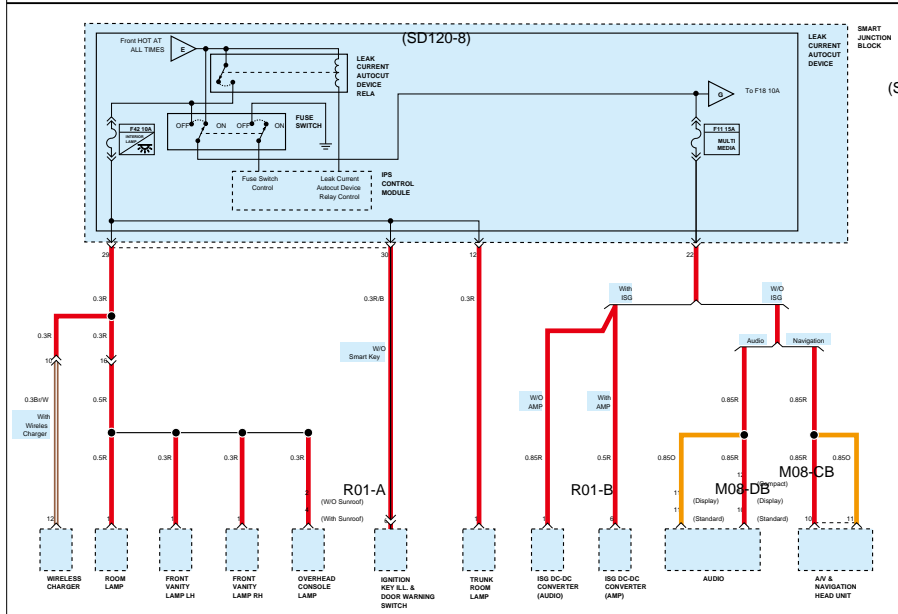 (SD120-8)
Front HOT AT
ALL TIMES
E
LEAK
CURRENT
AUTOCUT
DEVICE
RELA
LEAK
CURRENT
AUTOCUT
DEVICE
SMART
JUNCTION
BLOCK
(S
G
To F18 10A
F42 10A
INTERIOR
LAMP
OFF
ON
OFF
ON
FUSE
SWITCH
F11 15A
MULTI
MEDIA
Fuse Switch
Control
Leak Current
Autocut Device
Relay Control
IPS
CONTROL
MODULE
29
30
12
22
0.3R
0.3R/B
0.3R
With
ISG
W/O
ISG
0.3R
0.3R
W/O
Smart Key
Audio
Navigation
10
16
0.3Br/W
0.5R
With
Wireles
Charger
W/O
AMP
With
AMP
0.85R
0.85R
0.5R
0.3R
0.3R
0.3R
0.85R
0.5R
0.85O
0.85R
0.85R
0.85O
R01-A
R01-B
M08-DB
M08-CB
2
(W/O Sunroof)
4
(With Sunroof)
11
(Display)
11
(Standard)
12
(Compact)
(Display)
10
(Standard)
12
1
6
10
11
WIRELESS
CHARGER
ROOM
LAMP
FRONT
VANITY
LAMP LH
FRONT
VANITY
LAMP RH
OVERHEAD
CONSOLE
LAMP
IGNITION
KEY ILL. &
DOOR WARNING
SWITCH
TRUNK
ROOM
LAMP
ISG DC-DC
CONVERTER
(AUDIO)
ISG DC-DC
CONVERTER
(AMP)
AUDIO
A/V &
NAVIGATION
HEAD UNIT